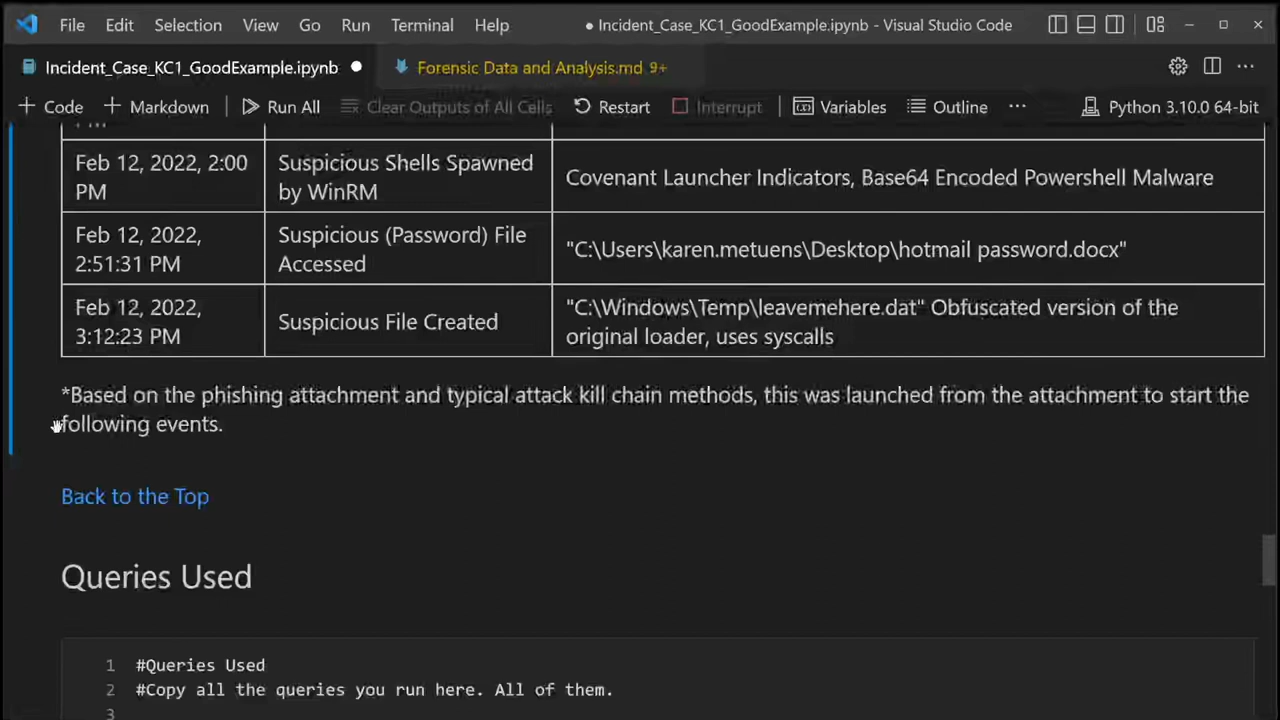 File Edit Selection View Go Run Terminal Help ● Incident_Case_KC1_GoodExample.ipynb - Visual Studio Code
Incident_Case_KC1_GoodExample.ipynb ● Forensic Data and Analysis.md 9+
+ Code + Markdown Run All Clear Outputs of All Cells Restart Interrupt Variables Outline ··· Python 3.10.0 64-bit
PM
Feb 12, 2022, 2:00
PM
Suspicious Shells Spawned
by WinRM
Covenant Launcher Indicators, Base64 Encoded Powershell Malware
Feb 12, 2022,
2:51:31 PM
Suspicious (Password) File
Accessed
"C:\Users\karen.metuens\Desktop\hotmail password.docx"
Feb 12, 2022,
3:12:23 PM
Suspicious File Created
"C:\Windows\Temp\leavemehere.dat" Obfuscated version of the
original loader, uses syscalls
*Based on the phishing attachment and typical attack kill chain methods, this was launched from the attachment to start the
following events.
Back to the Top
Queries Used
1 #Queries Used
2 #Copy all the queries you run here. All of them.
3